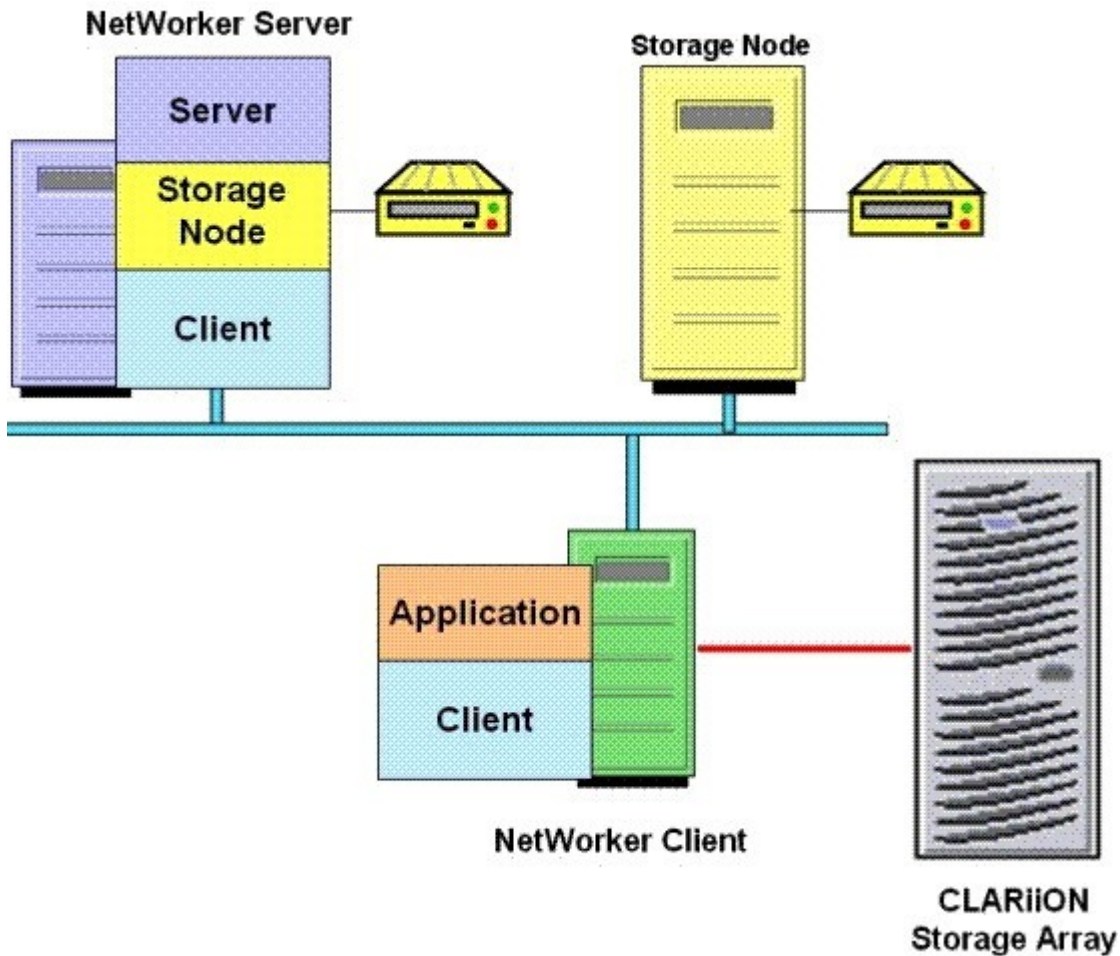 NetWorker Server
Storage Node
Server
Storage
Node
Client
Application
Client
NetWorker Client
CLARiiON
Storage Array